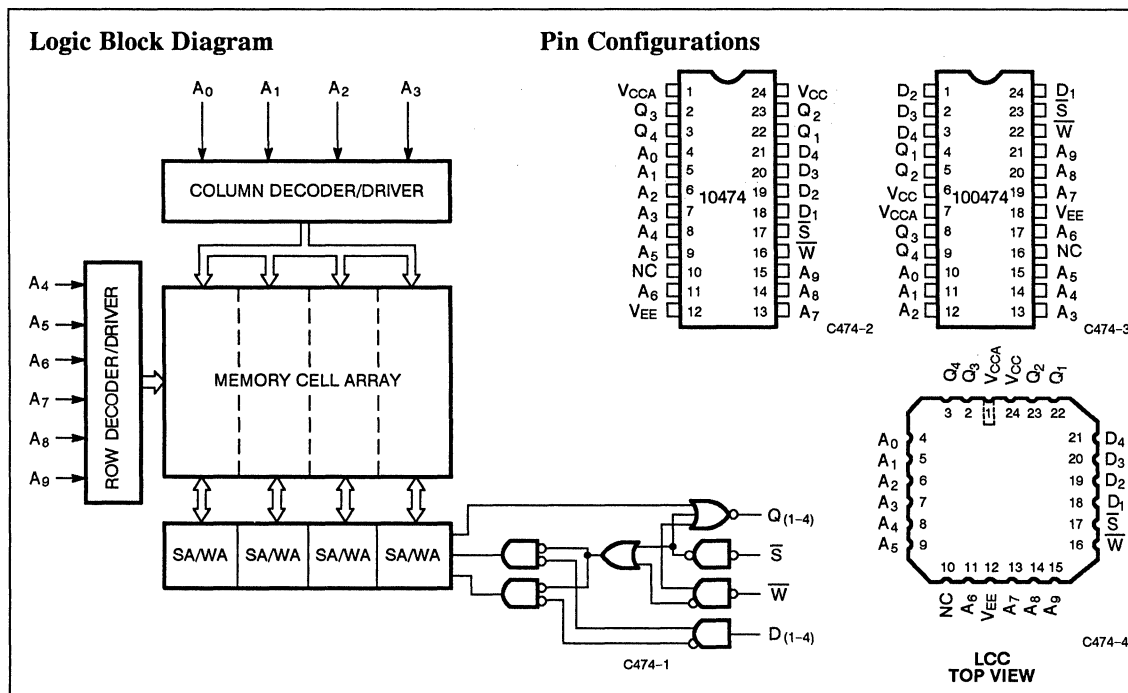 Logic Block Diagram
A0 A1 A2 A3
COLUMN DECODER/DRIVER
A4
A5
A6
A7
A8
A9
ROW DECODER/DRIVER
MEMORY CELL ARRAY
SA/WA SA/WA SA/WA SA/WA
Q(1–4)
S̅
W̅
D(1–4)
C474–1
Pin Configurations
VCCA 1 24 VCC
Q3 2 23 Q2
Q4 3 22 Q1
A0 4 21 D4
A1 5 20 D3
A2 6 10474 19 D2
A3 7 18 D1
A4 8 17 S̅
A5 9 16 W̅
NC 10 15 A9
A6 11 14 A8
VEE 12 13 A7
C474–2
D2 1 24 D1
D3 2 23 S̅
D4 3 22 W̅
Q1 4 21 A9
Q2 5 20 A8
VCC 6 100474 19 A7
VCCA 7 18 VEE
Q3 8 17 A6
Q4 9 16 NC
A0 10 15 A5
A1 11 14 A4
A2 12 13 A3
C474–3
Q4 Q3 VCCA VCC Q2 Q1
3 2 1 24 23 22
A0 4 21 D4
A1 5 20 D3
A2 6 19 D2
A3 7 18 D1
A4 8 17 S̅
A5 9 16 W̅
10 11 12 13 14 15
NC A6 VEE A7 A8 A9
C474–4
LCC
TOP VIEW